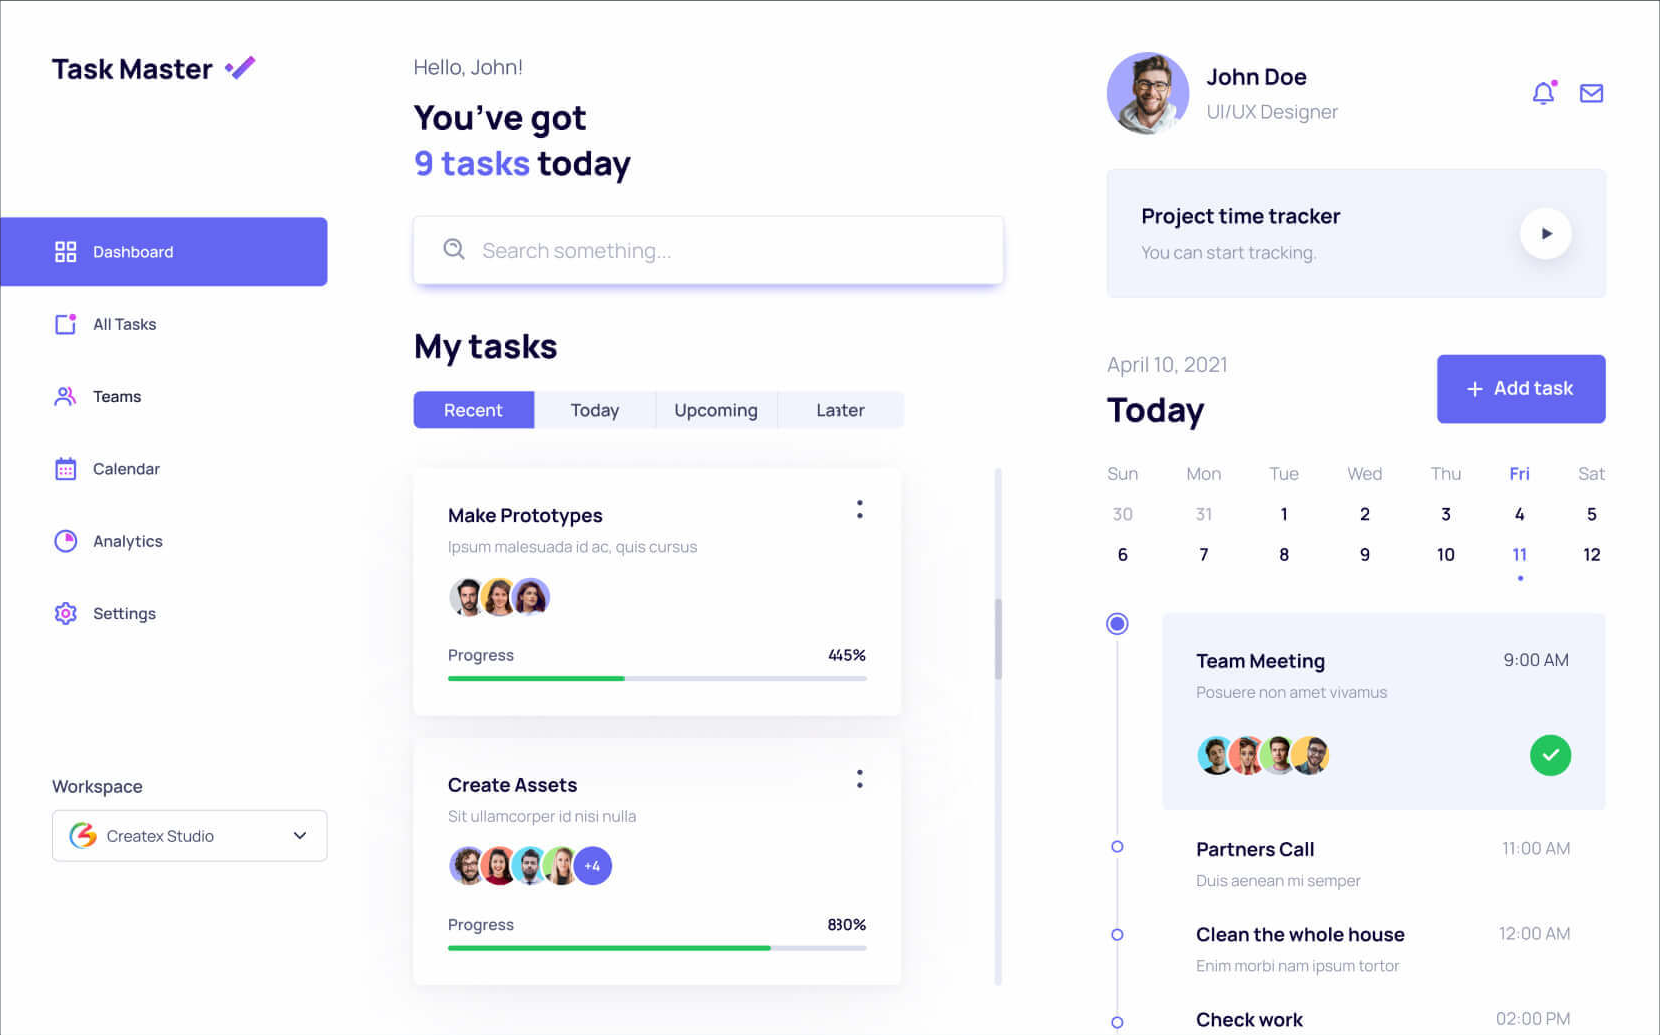 Task Master
Dashboard
All Tasks
Teams
Calendar
Analytics
Settings
Workspace
Createx Studio
Hello, John!
You've got
9 tasks today
Search something...
My tasks
Recent Today Upcoming Later
Make Prototypes
Ipsum malesuada id ac, quis cursus
Progress 445%
Create Assets
Sit ullamcorper id nisi nulla
+4
Progress 880%
John Doe
UI/UX Designer
Project time tracker
You can start tracking.
April 10, 2021
Today
+ Add task
Sun Mon Tue Wed Thu Fri Sat
30 31 1 2 3 4 5
6 7 8 9 10 11 12
Team Meeting 9:00 AM
Posuere non amet vivamus
Partners Call 11:00 AM
Duis aenean mi semper
Clean the whole house 12:00 AM
Enim morbi nam ipsum tortor
Check work 02:00 PM